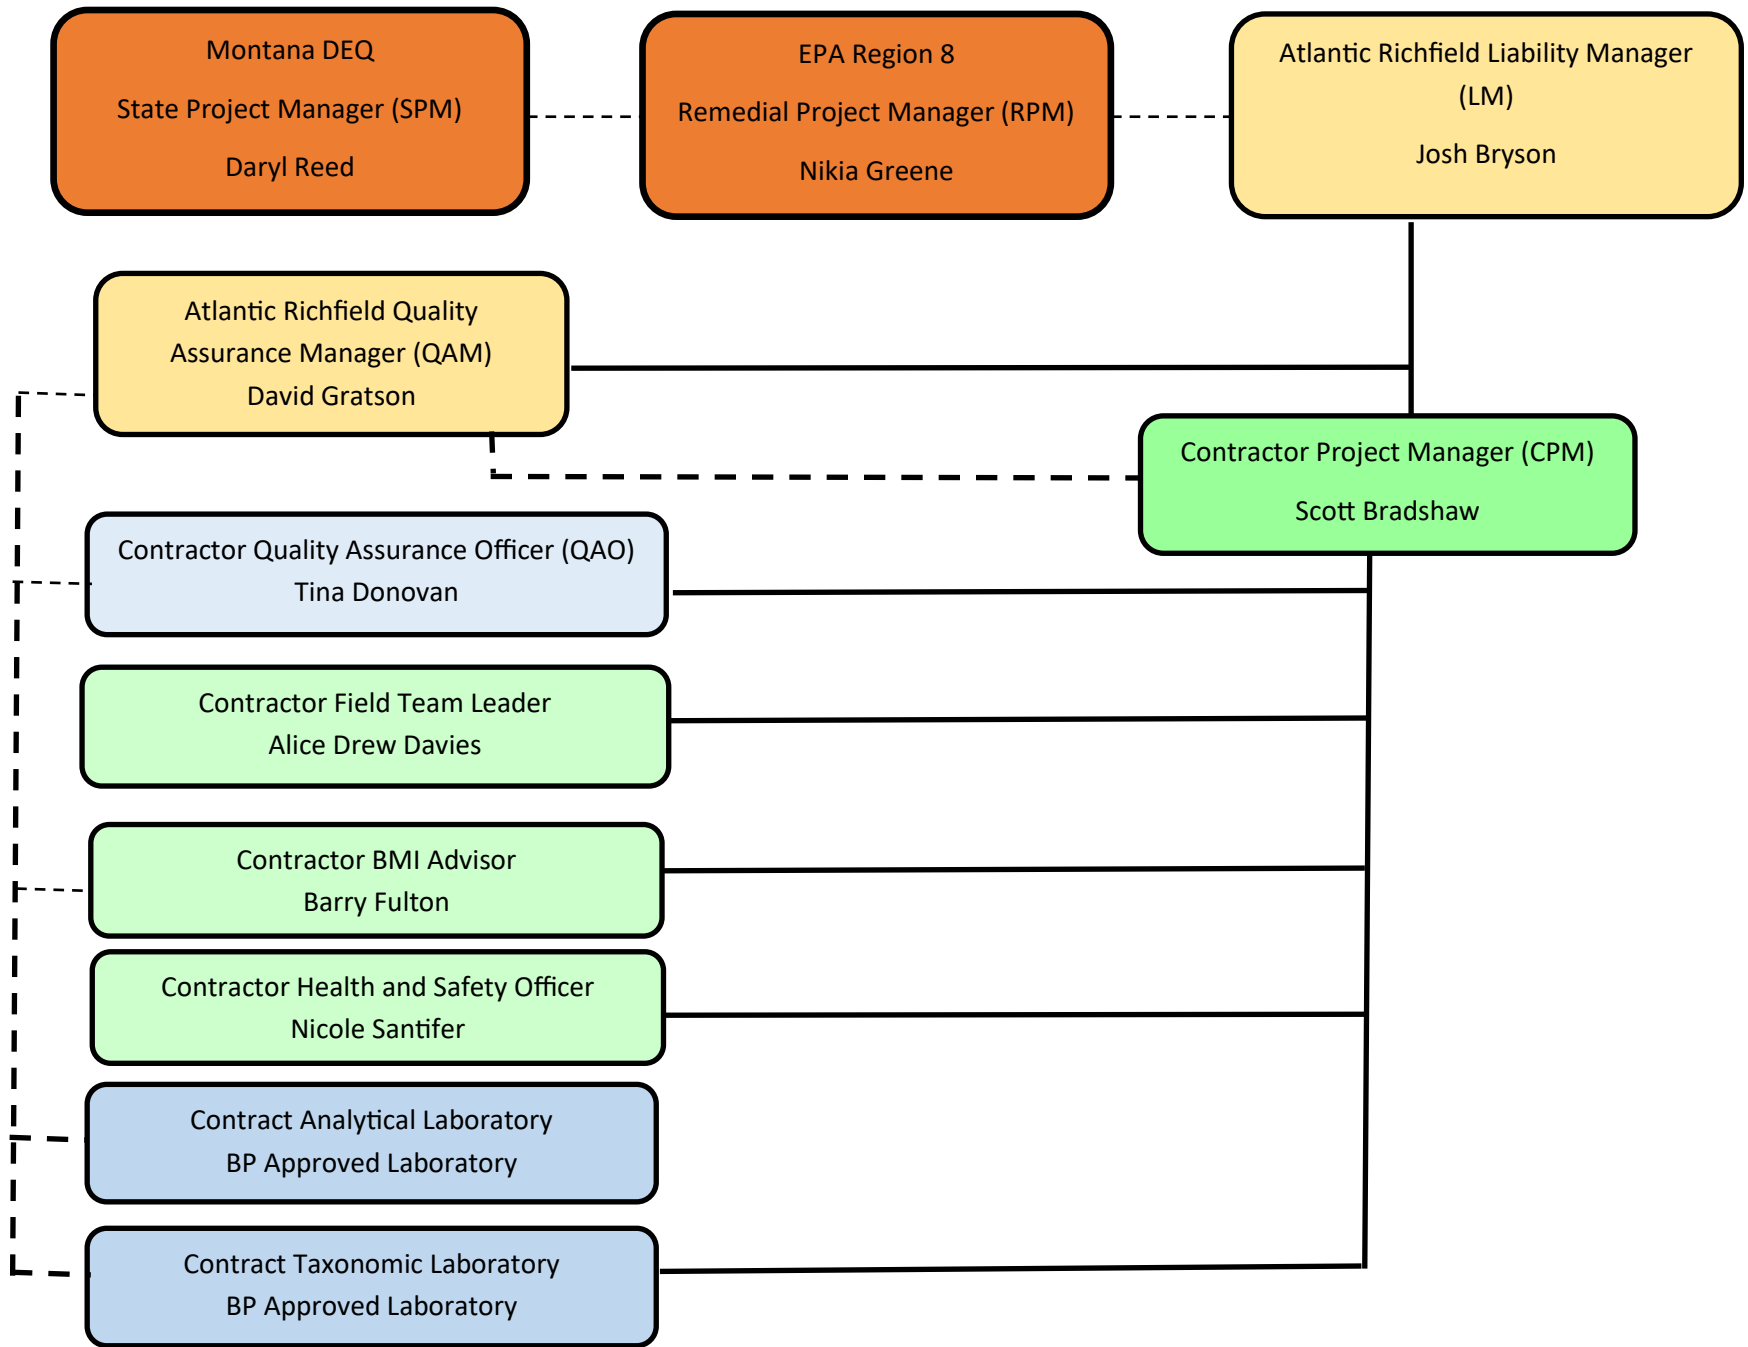 Montana DEQ
State Project Manager (SPM)
Daryl Reed
EPA Region 8
Remedial Project Manager (RPM)
Nikia Greene
Atlantic Richfield Liability Manager
(LM)
Josh Bryson
Atlantic Richfield Quality
Assurance Manager (QAM)
David Gratson
Contractor Project Manager (CPM)
Scott Bradshaw
Contractor Quality Assurance Officer (QAO)
Tina Donovan
Contractor Field Team Leader
Alice Drew Davies
Contractor BMI Advisor
Barry Fulton
Contractor Health and Safety Officer
Nicole Santifer
Contract Analytical Laboratory
BP Approved Laboratory
Contract Taxonomic Laboratory
BP Approved Laboratory